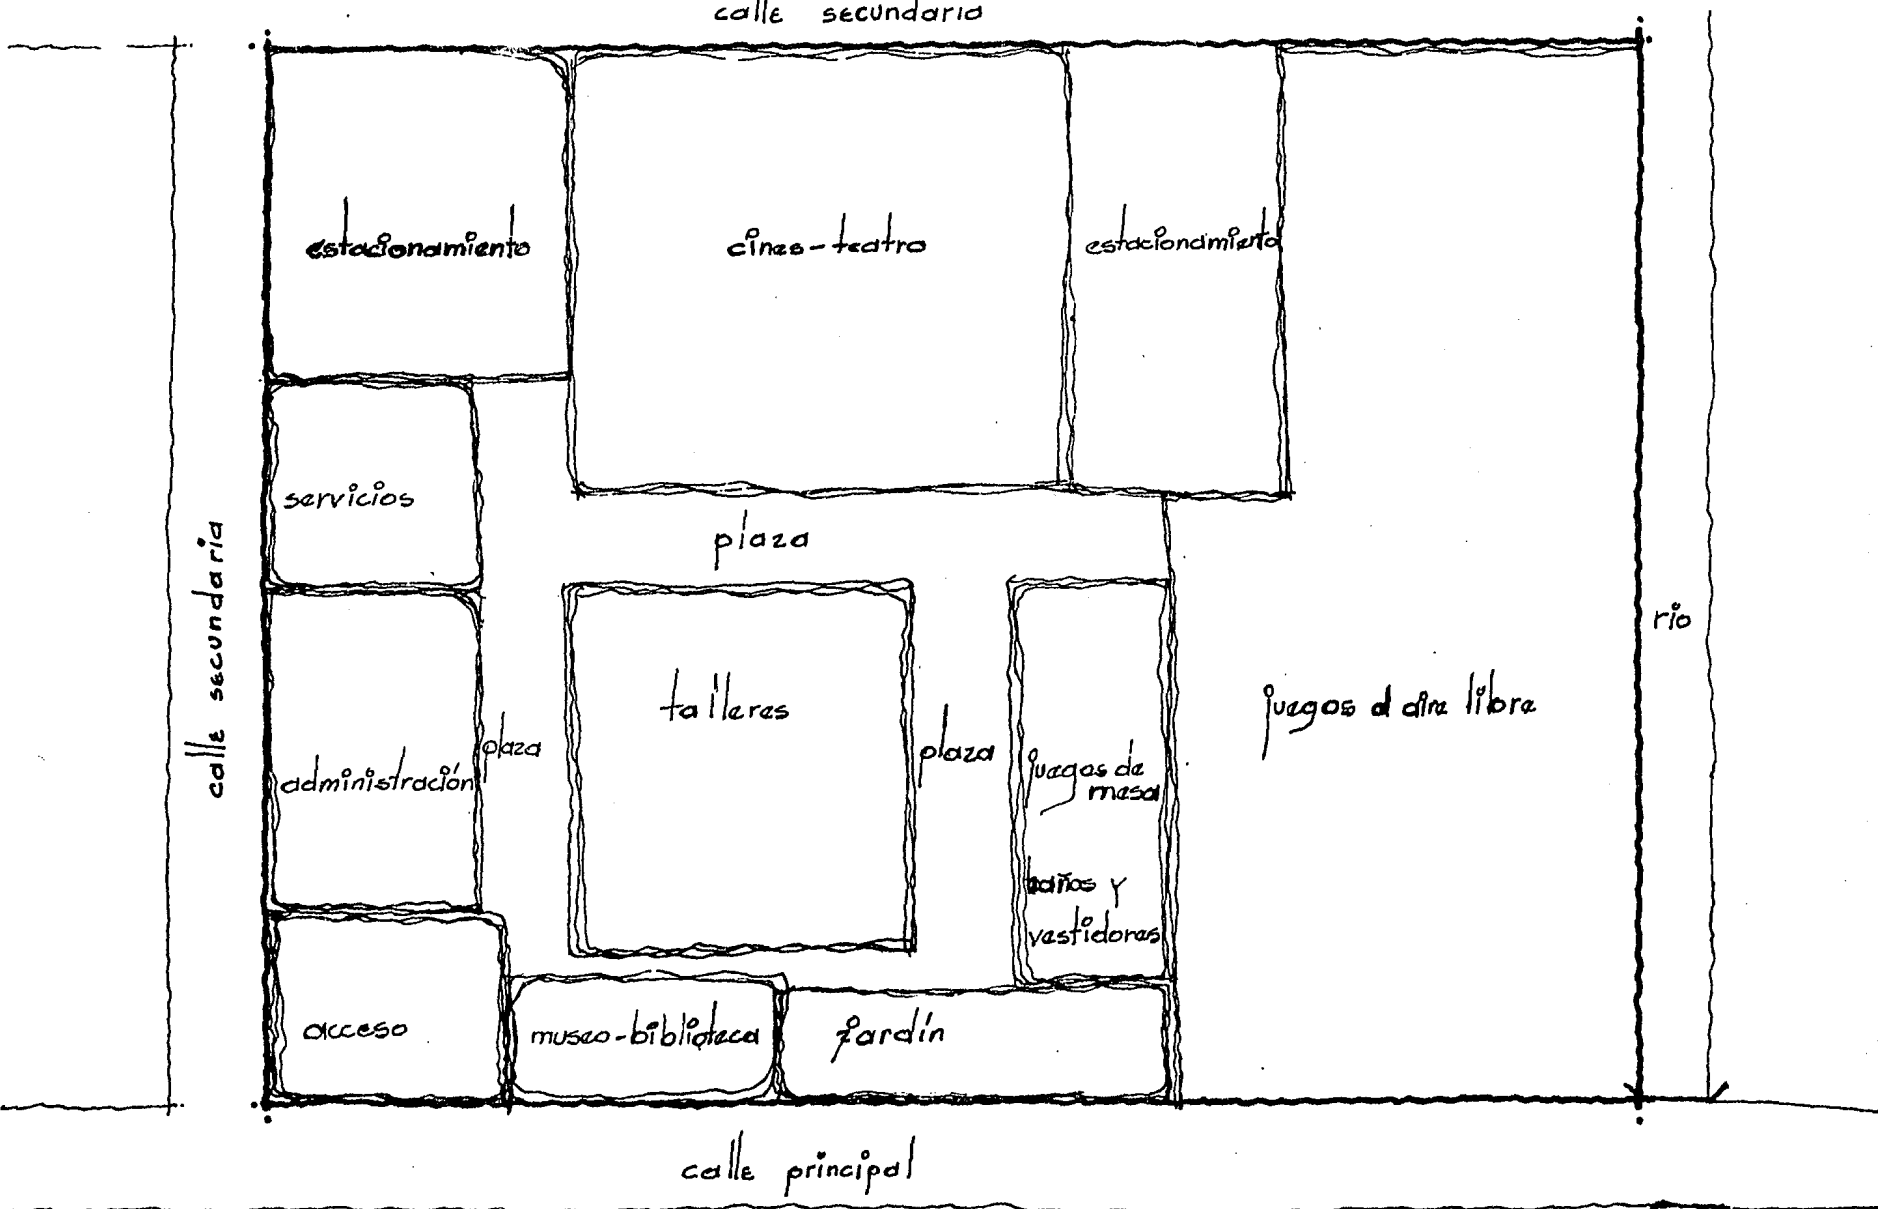 calle secundaria
estacionamiento
cines-teatro
estacionamiento
servicios
plaza
calle secundaria
río
talleres
juegos al aire libre
administración
plaza
plaza
juegos de
mesa
baños y
vestidores
acceso
museo-biblioteca
jardín
calle principal